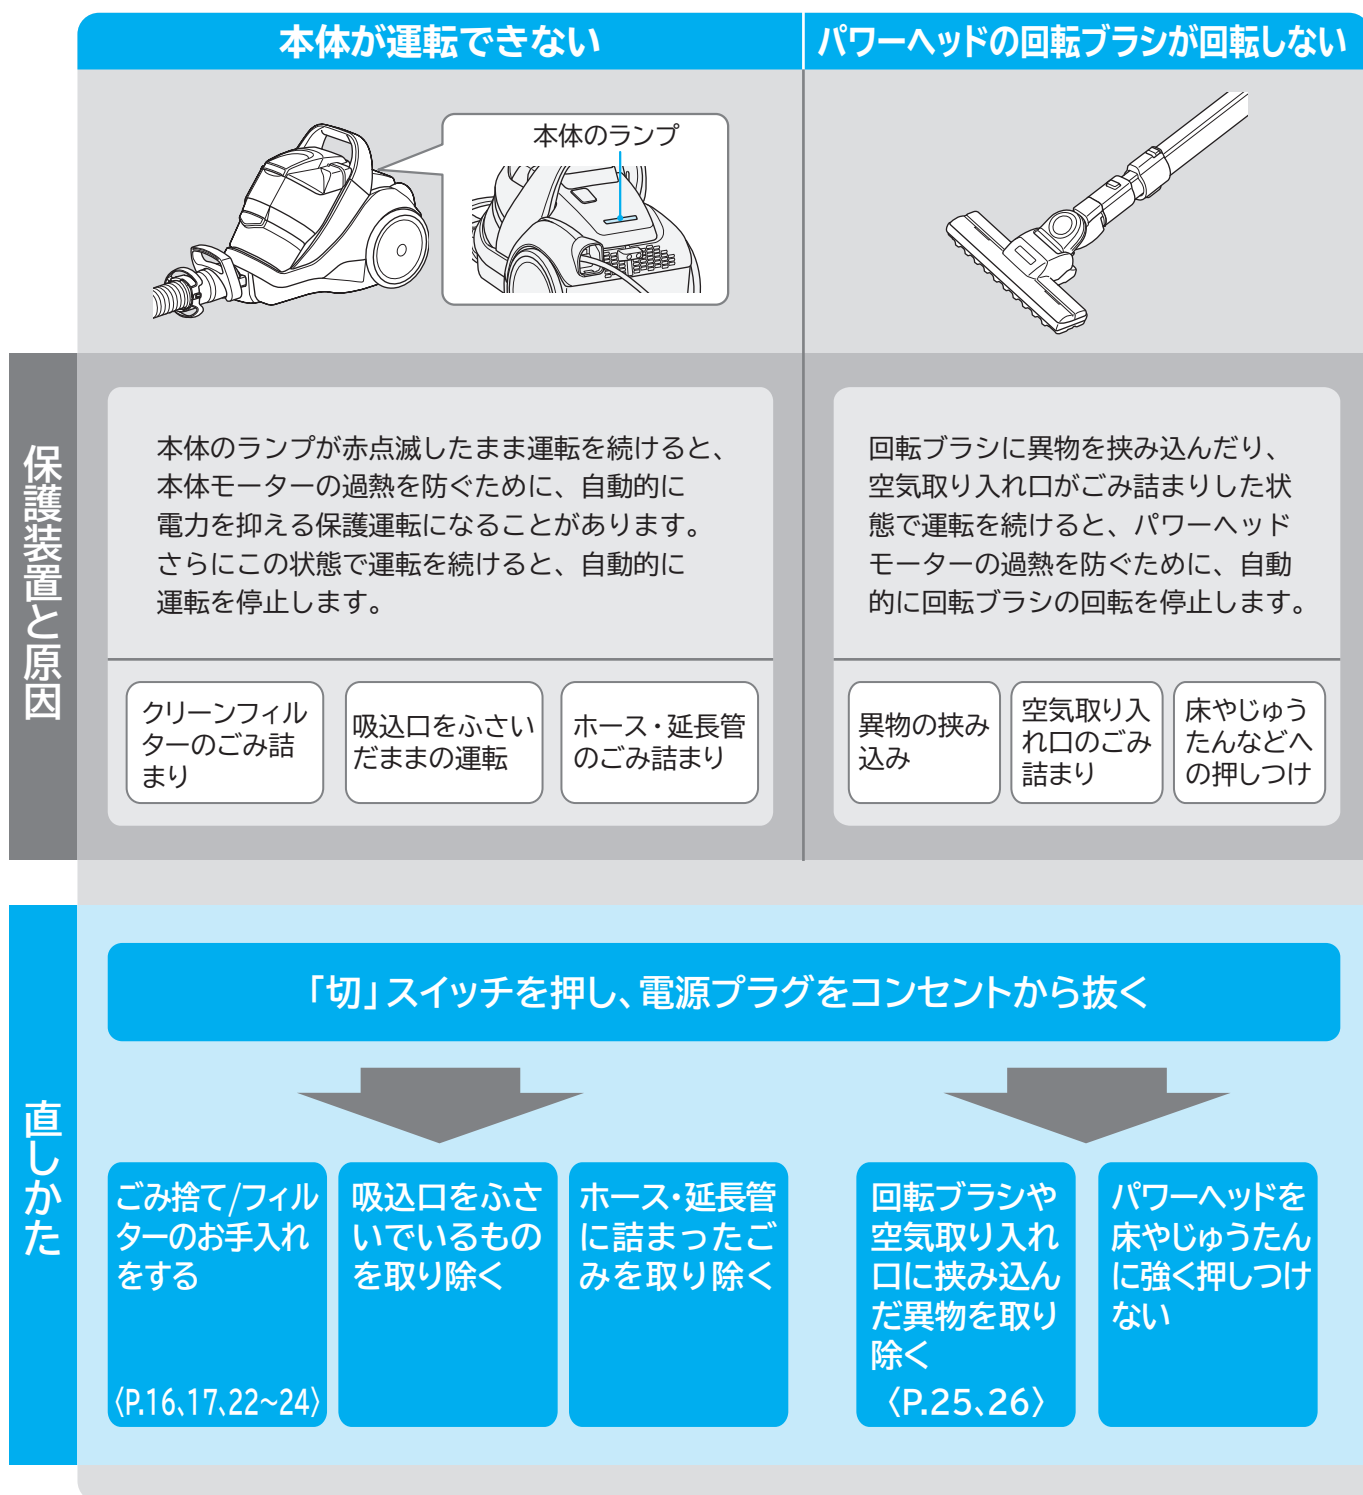 本体が運転できない
パワーヘッドの回転ブラシが回転しない
本体のランプ
保護装置と原因
本体のランプが赤点滅したまま運転を続けると、
本体モーターの過熱を防ぐために、自動的に
電力を抑える保護運転になることがあります。
さらにこの状態で運転を続けると、自動的に
運転を停止します。
回転ブラシに異物を挟み込んだり、
空気取り入れ口がごみ詰まりした状
態で運転を続けると、パワーヘッド
モーターの過熱を防ぐために、自動
的に回転ブラシの回転を停止します。
クリーンフィル
ターのごみ詰
まり
吸込口をふさい
だままの運転
ホース・延長管
のごみ詰まり
異物の挟み
込み
空気取り入
れ口のごみ
詰まり
床やじゅう
たんなどへ
の押しつけ
直しかた
「切」スイッチを押し、電源プラグをコンセントから抜く
ごみ捨て/フィル
ターのお手入れ
をする
〈P.16、17、22~24〉
吸込口をふさ
いでいるもの
を取り除く
ホース・延長管
に詰まったご
みを取り除く
回転ブラシや
空気取り入れ
口に挟み込ん
だ異物を取り
除く
〈P.25、26〉
パワーヘッドを
床やじゅうたん
に強く押しつけ
ない